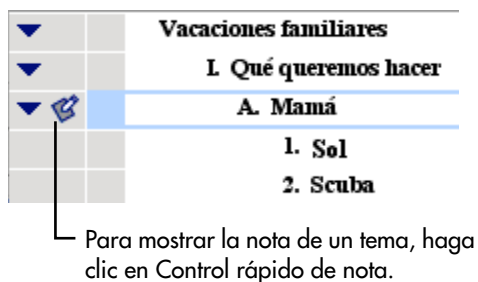 Vacaciones familiares
I. Qué queremos hacer
A. Mamá
1. Sol
2. Scuba
Para mostrar la nota de un tema, haga
clic en Control rápido de nota.